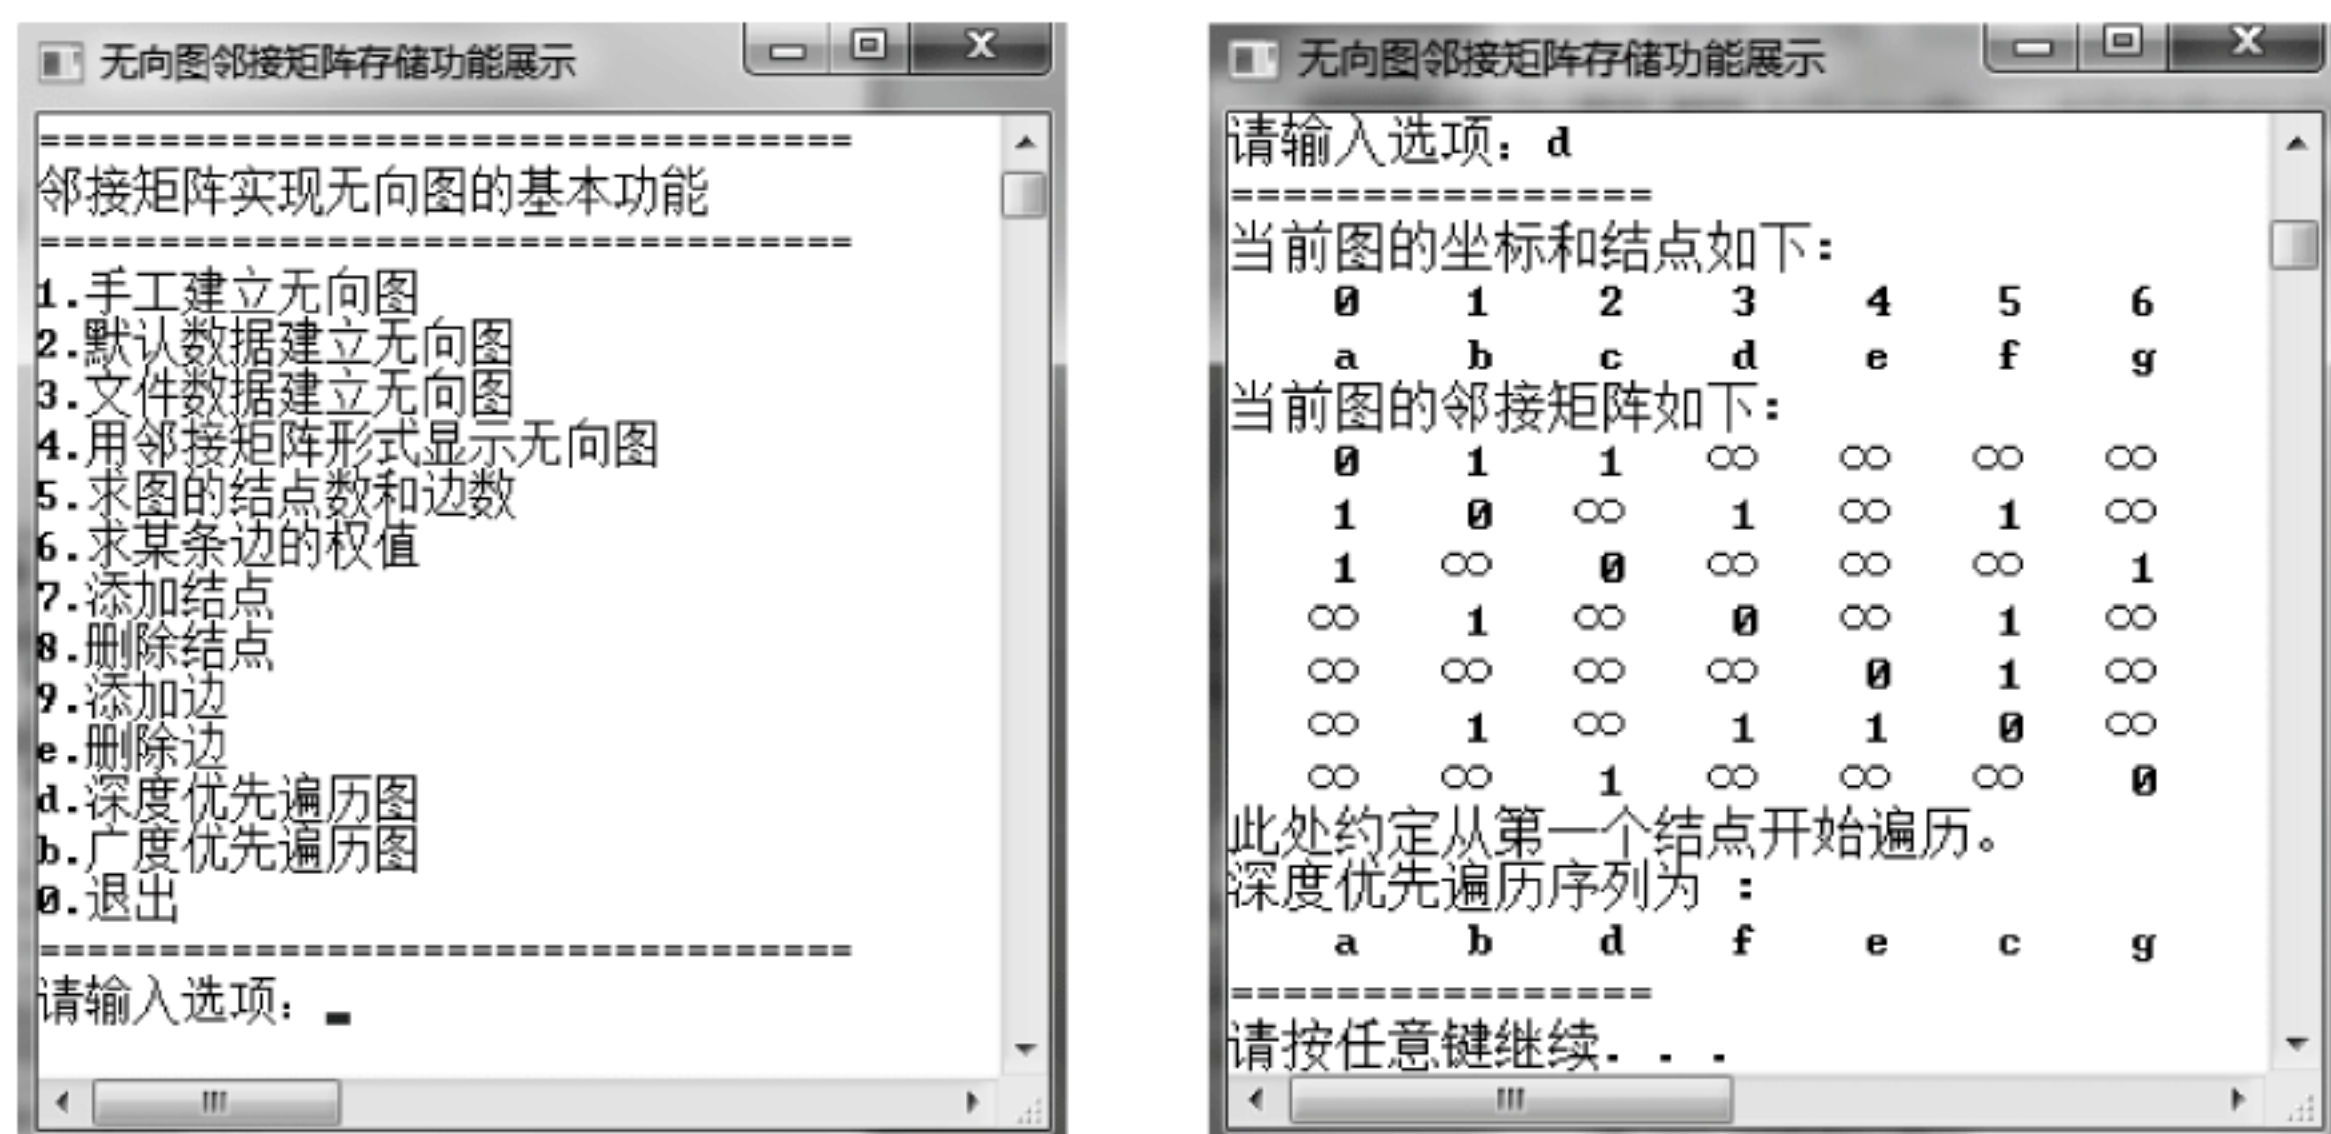 无向图邻接矩阵存储功能展示
==================================
邻接矩阵实现无向图的基本功能
==================================
1.手工建立无向图
2.默认数据建立无向图
3.文件数据建立无向图
4.用邻接矩阵形式显示无向图
5.求图的结点数和边数
6.求某条边的权值
7.添加结点
8.删除结点
9.添加边
e.删除边
d.深度优先遍历图
b.广度优先遍历图
0.退出
==================================
请输入选项:
无向图邻接矩阵存储功能展示
请输入选项:d
================
当前图的坐标和结点如下:
0 1 2 3 4 5 6
a b c d e f g
当前图的邻接矩阵如下:
0 1 1 ∞ ∞ ∞ ∞
1 0 ∞ 1 ∞ 1 ∞
1 ∞ 0 ∞ ∞ ∞ 1
∞ 1 ∞ 0 ∞ 1 ∞
∞ ∞ ∞ ∞ 0 1 ∞
∞ 1 ∞ 1 1 0 ∞
∞ ∞ 1 ∞ ∞ ∞ 0
此处约定从第一个结点开始遍历。
深度优先遍历序列为 :
a b d f e c g
================
请按任意键继续. . .